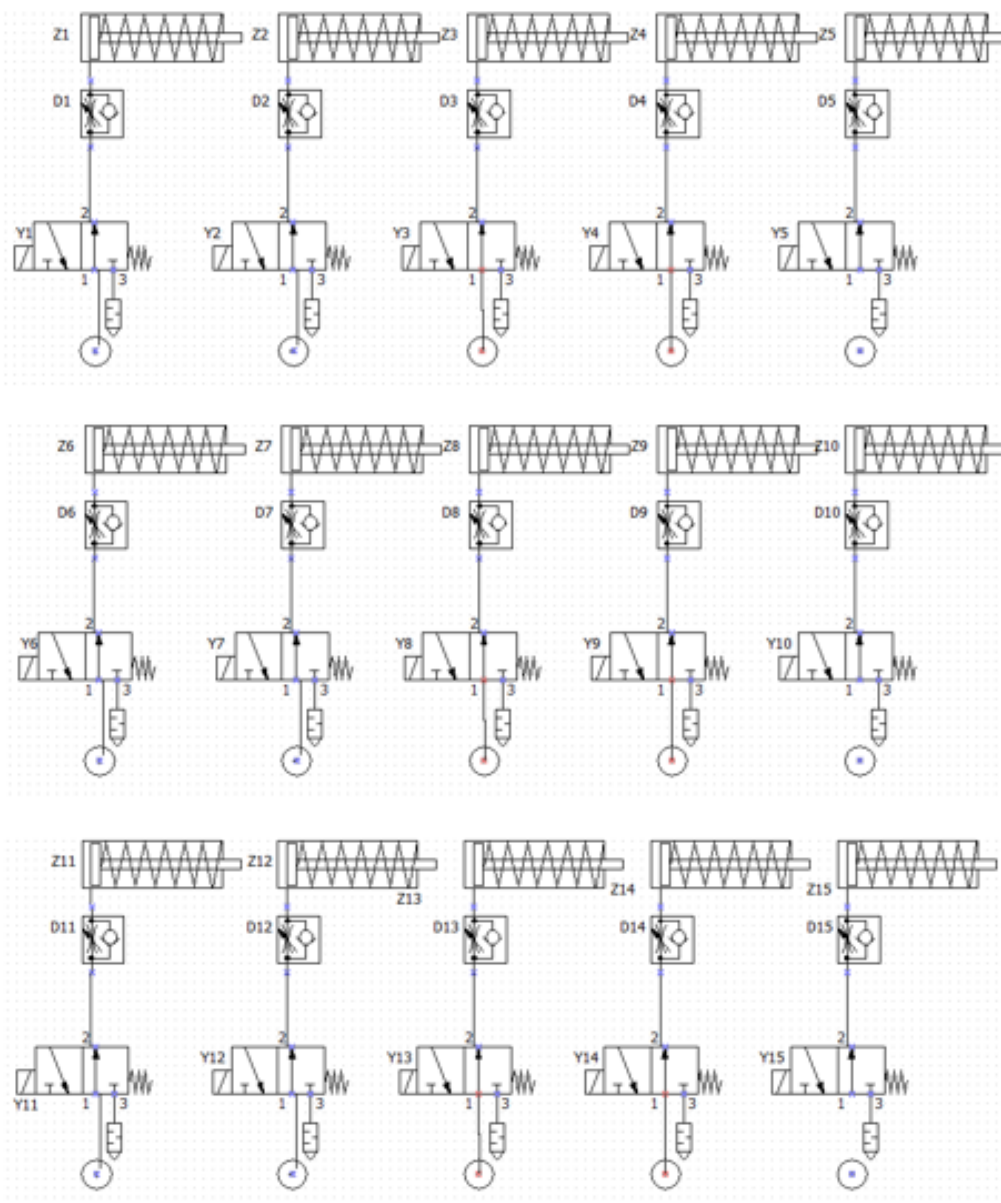 Z1 Z2 Z3 Z4 Z5
D1 D2 D3 D4 D5
2 2 2 2 2
Y1 Y2 Y3 Y4 Y5
1 3 1 3 1 3 1 3 1 3
Z6 Z7 Z8 Z9 Z10
D6 D7 D8 D9 D10
2 2 2 2 2
Y6 Y7 Y8 Y9 Y10
1 3 1 3 1 3 1 3 1 3
Z11 Z12
Z13 Z14 Z15
D11 D12 D13 D14 D15
2 2 2 2 2
Y12 Y13 Y14 Y15
Y11 1 3 1 3 1 3 1 3 1 3